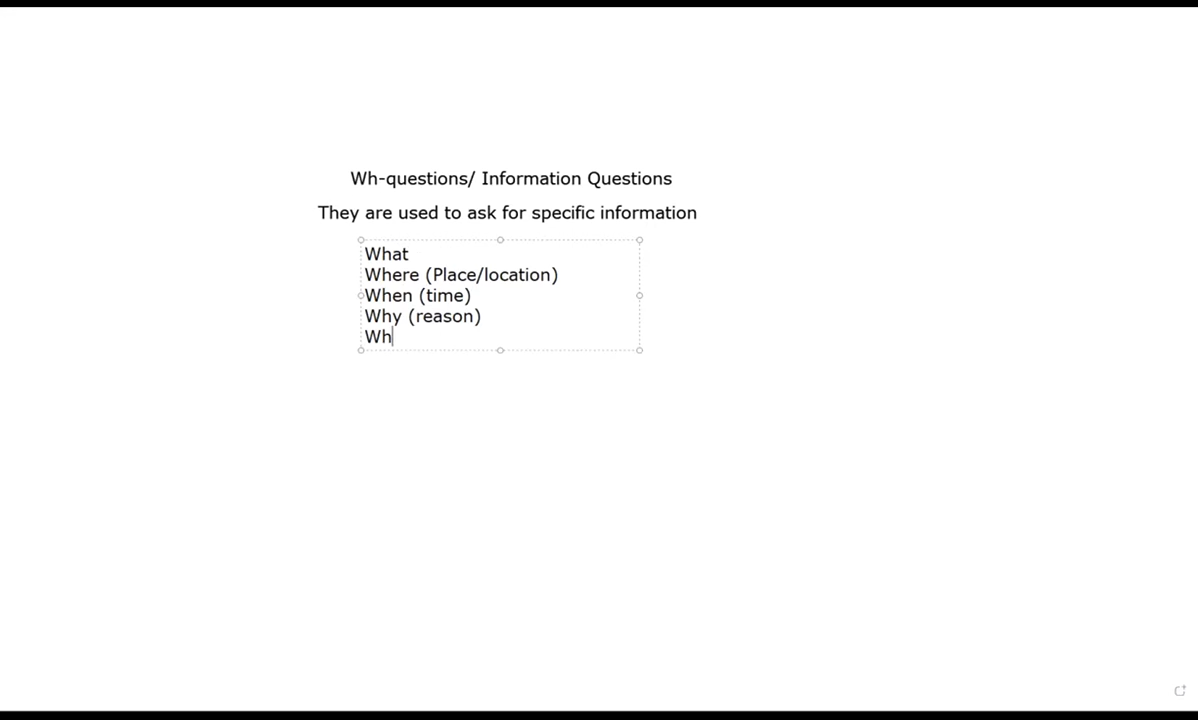 Wh-questions/ Information Questions
They are used to ask for specific information
What
Where (Place/location)
When (time)
Why (reason)
Wh